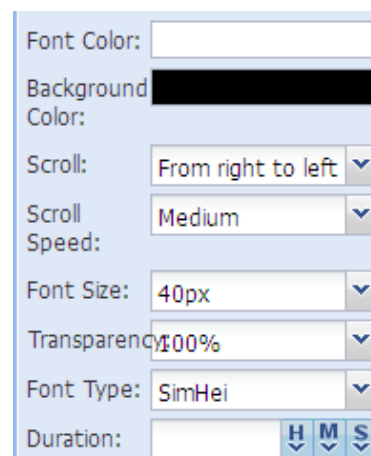 Font Color:
Background
Color:
Scroll: From right to left
Scroll Medium
Speed:
Font Size: 40px
Transparency: 100%
Font Type: SimHei
Duration: H M S